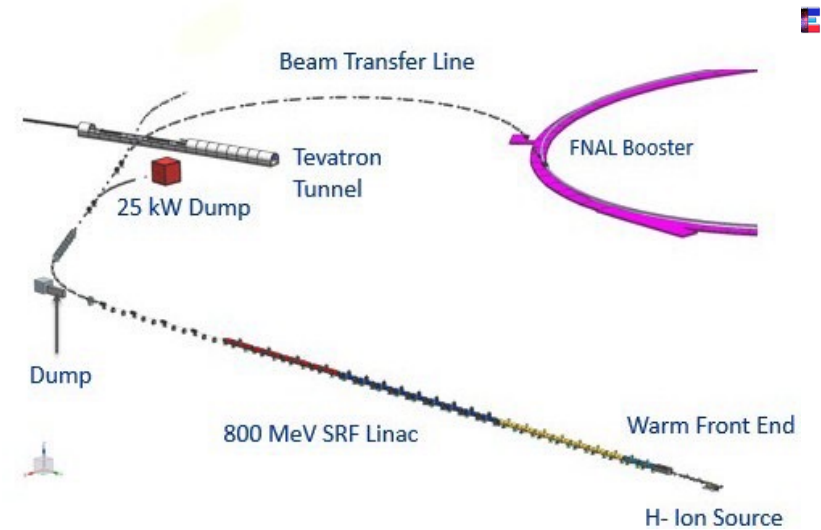 Beam Transfer Line
FNAL Booster
Tevatron
Tunnel
25 kW Dump
Dump
800 MeV SRF Linac
Warm Front End
H- Ion Source